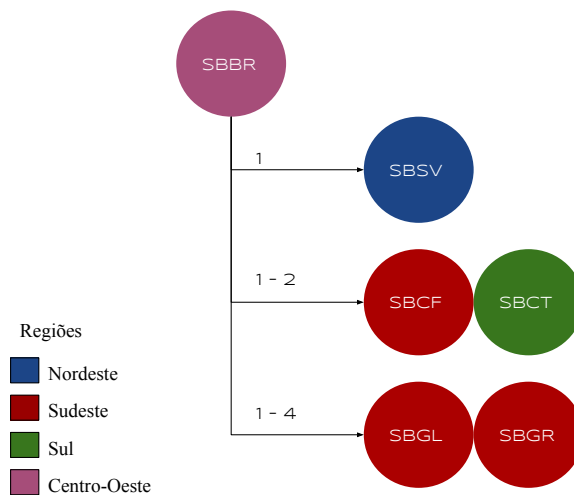 SBBR
1
SBSV
1 - 2
SBCF
SBCT
1 - 4
SBGL
SBGR
Regiões
Nordeste
Sudeste
Sul
Centro-Oeste